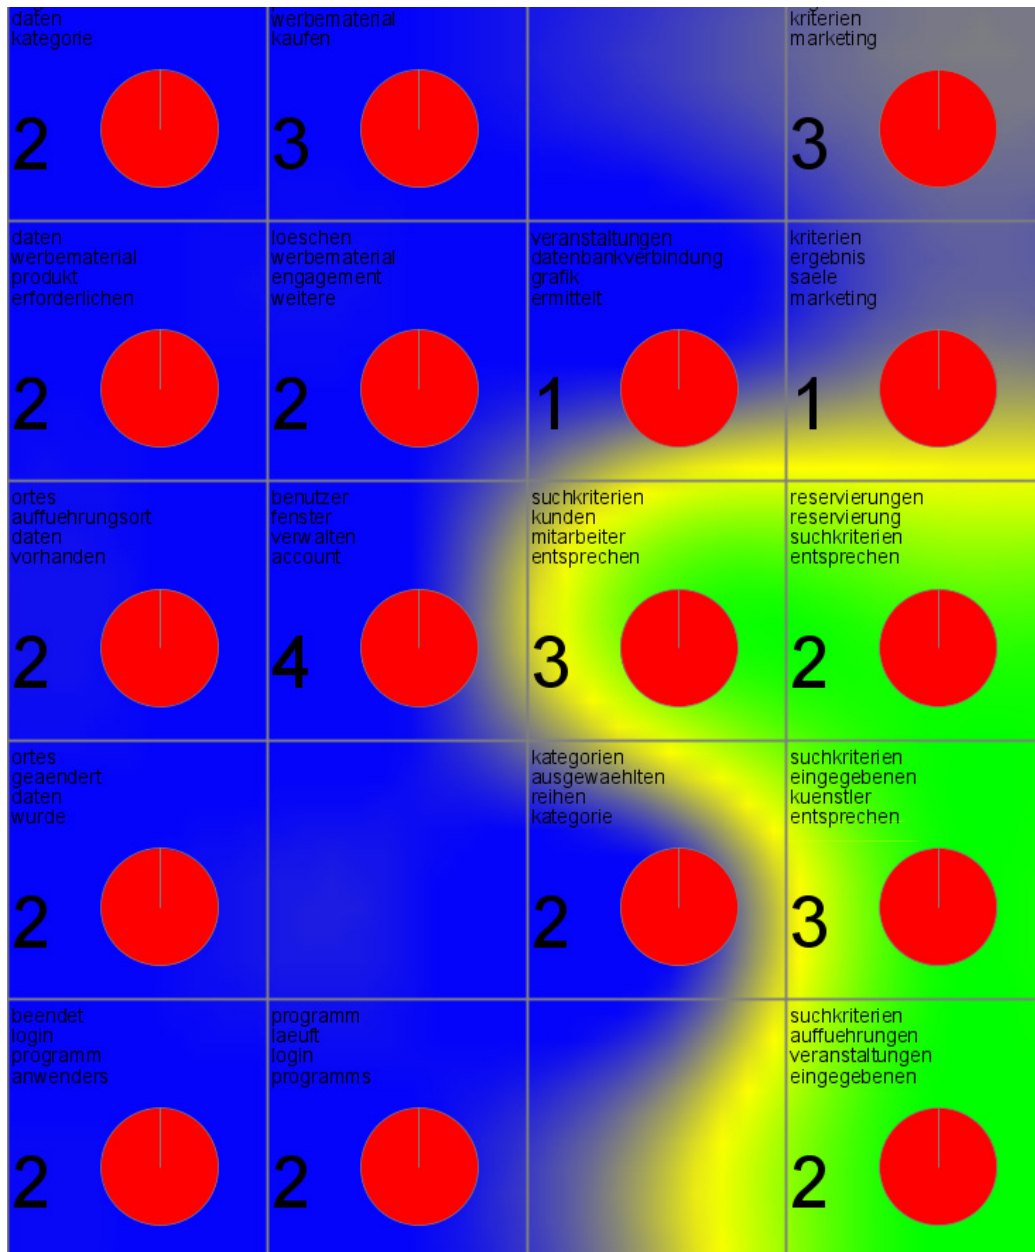 daten
kategorie
2
werbematerial
kaufen
3
kriterien
marketing
3
daten
werbematerial
produkt
erforderlichen
2
loeschen
werbematerial
engagement
weitere
2
veranstaltungen
datenbankverbindung
grafik
ermittelt
1
kriterien
ergebnis
saele
marketing
1
ortes
auffuehrungsort
daten
vorhanden
2
benutzer
fenster
verwalten
account
4
suchkriterien
kunden
mitarbeiter
entsprechen
3
reservierungen
reservierung
suchkriterien
entsprechen
2
ortes
geaendert
daten
wurde
2
kategorien
ausgewaehlten
reihen
kategorie
2
suchkriterien
eingegebenen
kuenstler
entsprechen
3
beendet
login
programm
anwenders
2
programm
laeuft
login
programms
2
suchkriterien
auffuehrungen
veranstaltungen
eingegebenen
2